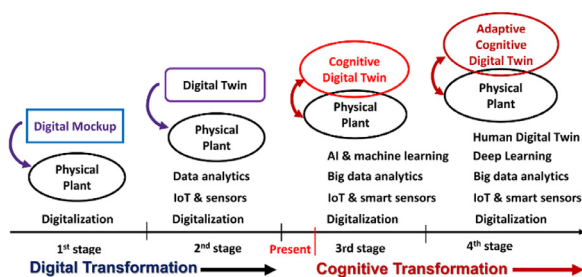 Digital Mockup
Physical
Plant
Digitalization
1st stage
Digital Twin
Physical
Plant
Data analytics
IoT & sensors
Digitalization
2nd stage
Present
Cognitive
Digital Twin
Physical
Plant
AI & machine learning
Big data analytics
IoT & smart sensors
Digitalization
3rd stage
Adaptive
Cognitive
Digital Twin
Physical
Plant
Human Digital Twin
Deep Learning
Big data analytics
IoT & smart sensors
Digitalization
4th stage
Digital Transformation
Cognitive Transformation